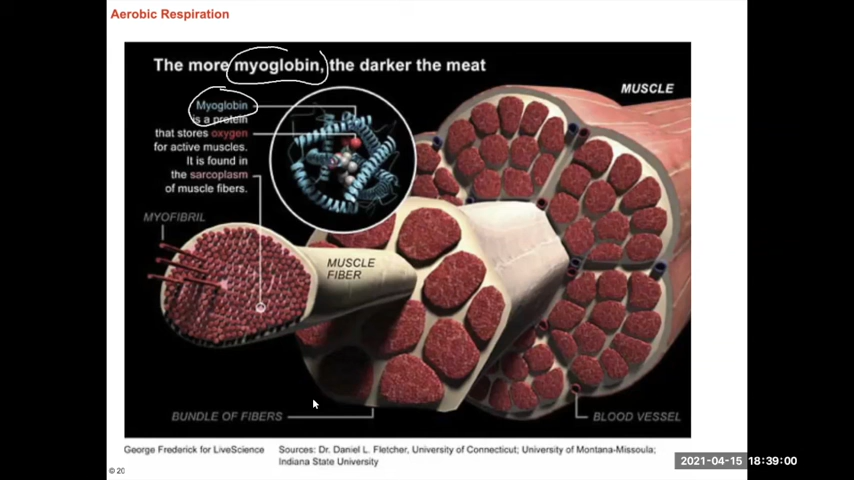 Aerobic Respiration
The more myoglobin, the darker the meat
MUSCLE
Myoglobin
is a protein
that stores oxygen
for active muscles.
It is found in
the sarcoplasm
of muscle fibers.
MYOFIBRIL
MUSCLE
FIBER
BUNDLE OF FIBERS
BLOOD VESSEL
George Frederick for LiveScience
Sources: Dr. Daniel L. Fletcher, University of Connecticut; University of Montana-Missoula;
Indiana State University
2021-04-15 18:39:00
© 20